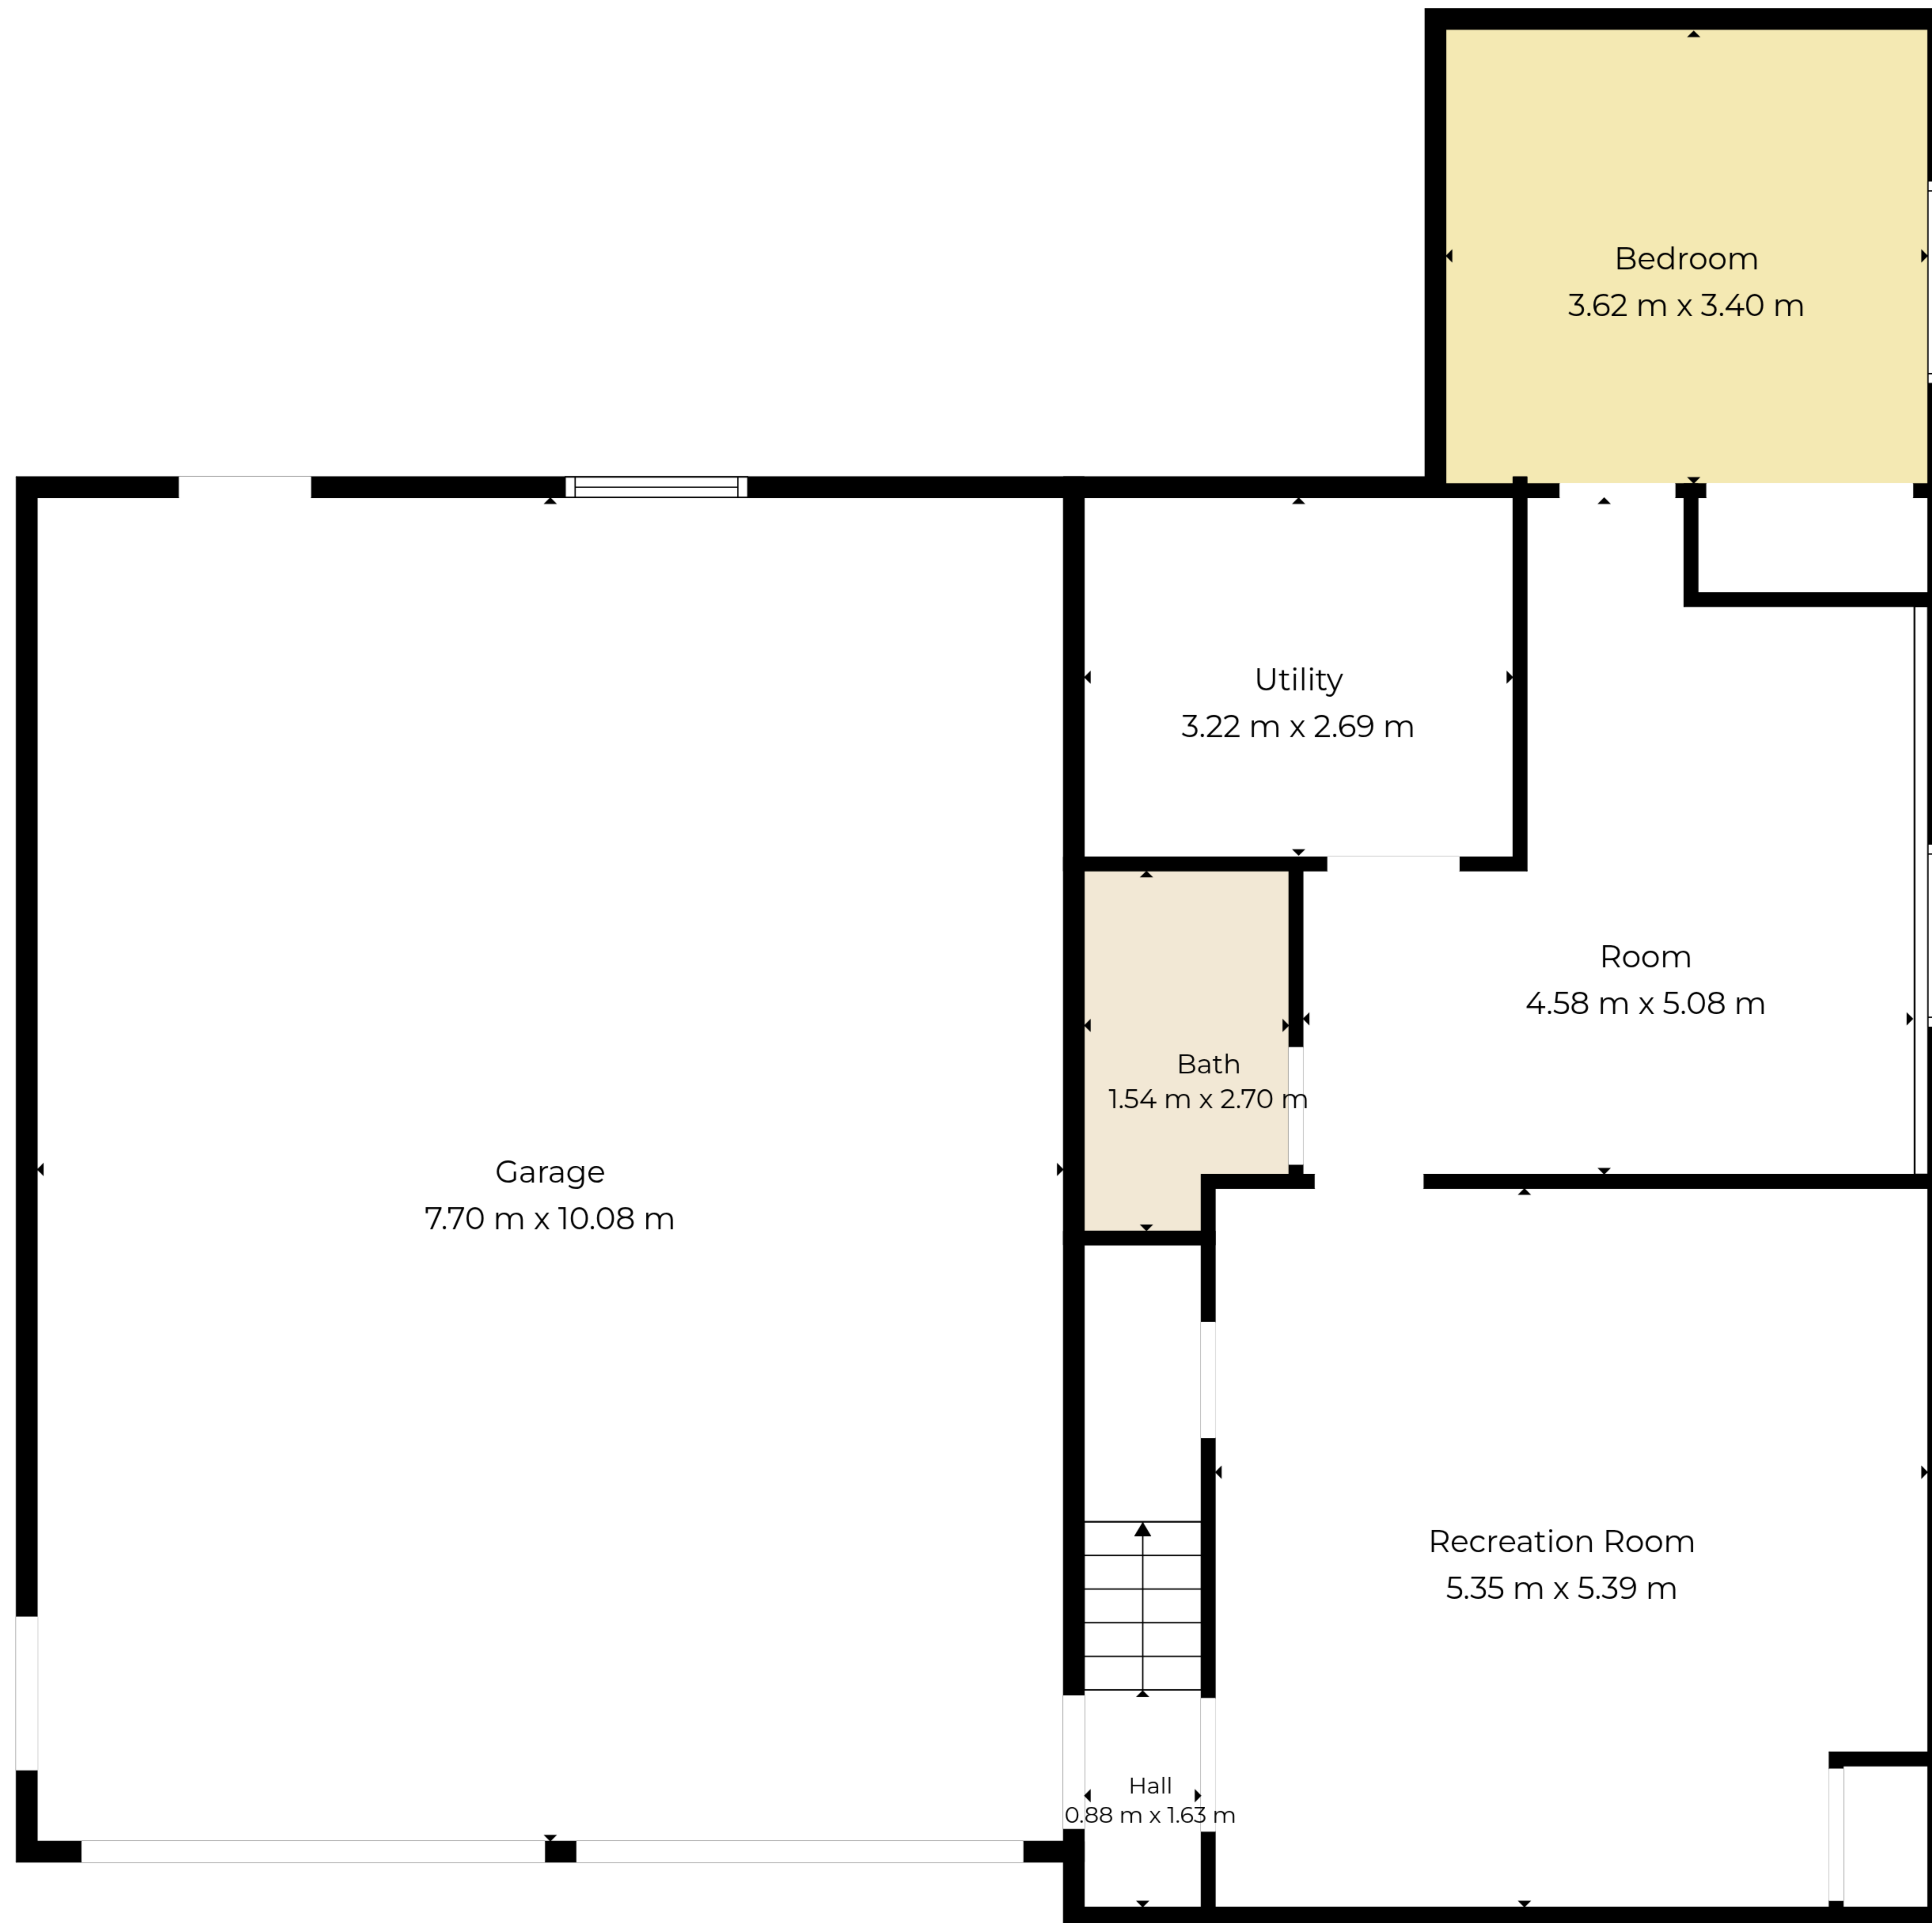 Bedroom
3.62 m x 3.40 m
Utility
3.22 m x 2.69 m
Room
4.58 m x 5.08 m
Bath
1.54 m x 2.70 m
Garage
7.70 m x 10.08 m
Recreation Room
5.35 m x 5.39 m
Hall
0.88 m x 1.63 m